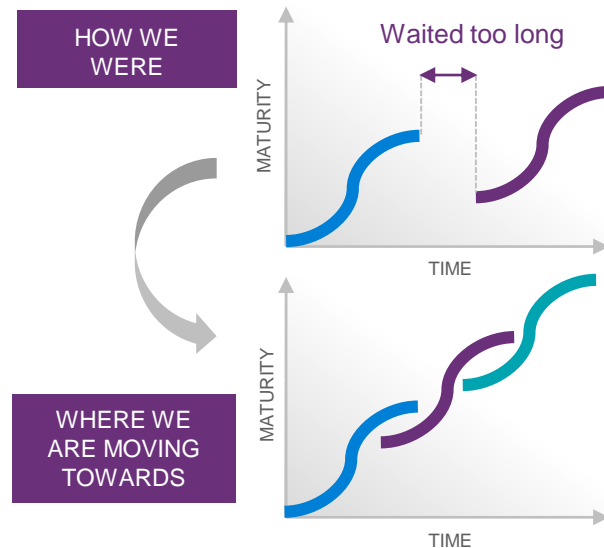 HOW WE
WERE
Waited too long
MATURITY
TIME
WHERE WE
ARE MOVING
TOWARDS
MATURITY
TIME